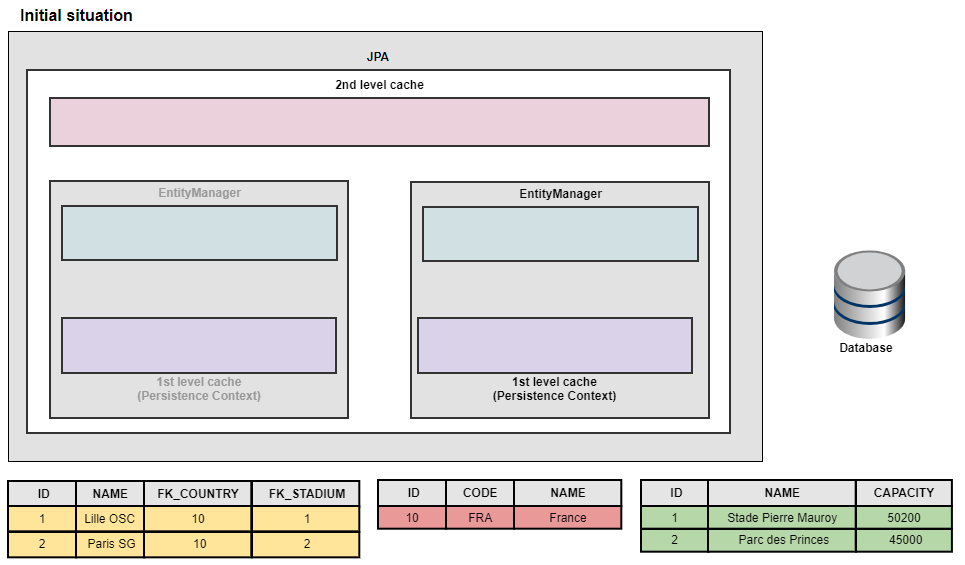 Initial situation
JPA
2nd level cache
EntityManager
EntityManager
1st level cache
(Persistence Context)
1st level cache
(Persistence Context)
Database
ID NAME FK_COUNTRY FK_STADIUM
1 Lille OSC 10 1
2 Paris SG 10 2
ID CODE NAME
10 FRA France
ID NAME CAPACITY
1 Stade Pierre Mauroy 50200
2 Parc des Princes 45000